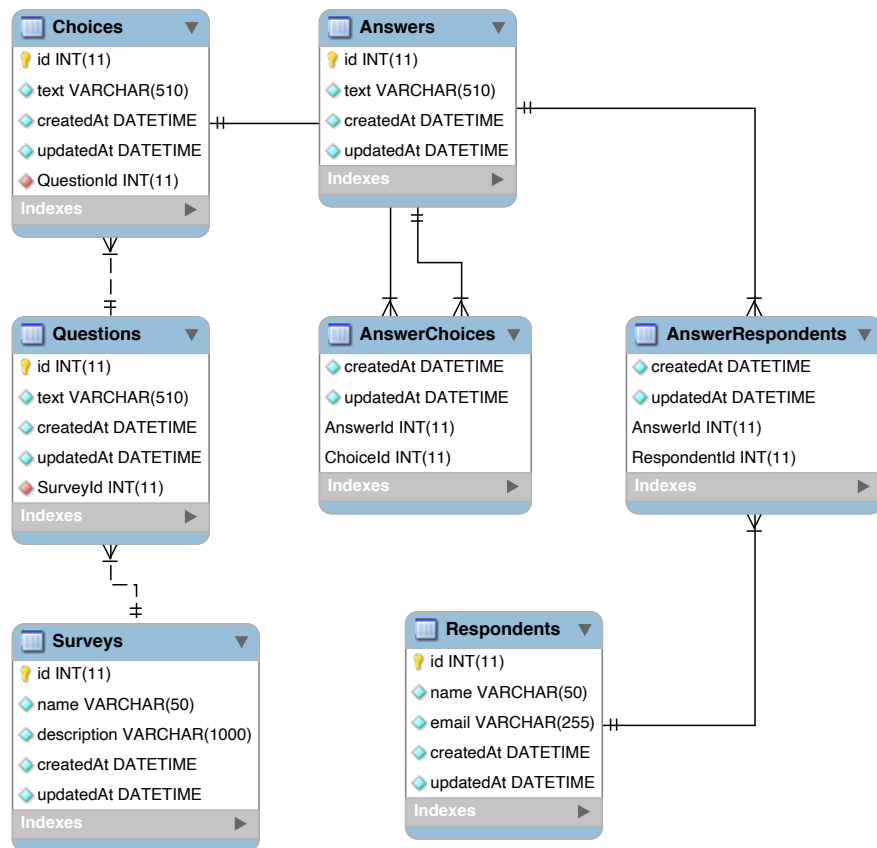 Choices
id INT(11)
text VARCHAR(510)
createdAt DATETIME
updatedAt DATETIME
QuestionId INT(11)
Indexes
Answers
id INT(11)
text VARCHAR(510)
createdAt DATETIME
updatedAt DATETIME
Indexes
Questions
id INT(11)
text VARCHAR(510)
createdAt DATETIME
updatedAt DATETIME
SurveyId INT(11)
Indexes
AnswerChoices
createdAt DATETIME
updatedAt DATETIME
AnswerId INT(11)
ChoiceId INT(11)
Indexes
AnswerRespondents
createdAt DATETIME
updatedAt DATETIME
AnswerId INT(11)
RespondentId INT(11)
Indexes
Surveys
id INT(11)
name VARCHAR(50)
description VARCHAR(1000)
createdAt DATETIME
updatedAt DATETIME
Indexes
Respondents
id INT(11)
name VARCHAR(50)
email VARCHAR(255)
createdAt DATETIME
updatedAt DATETIME
Indexes